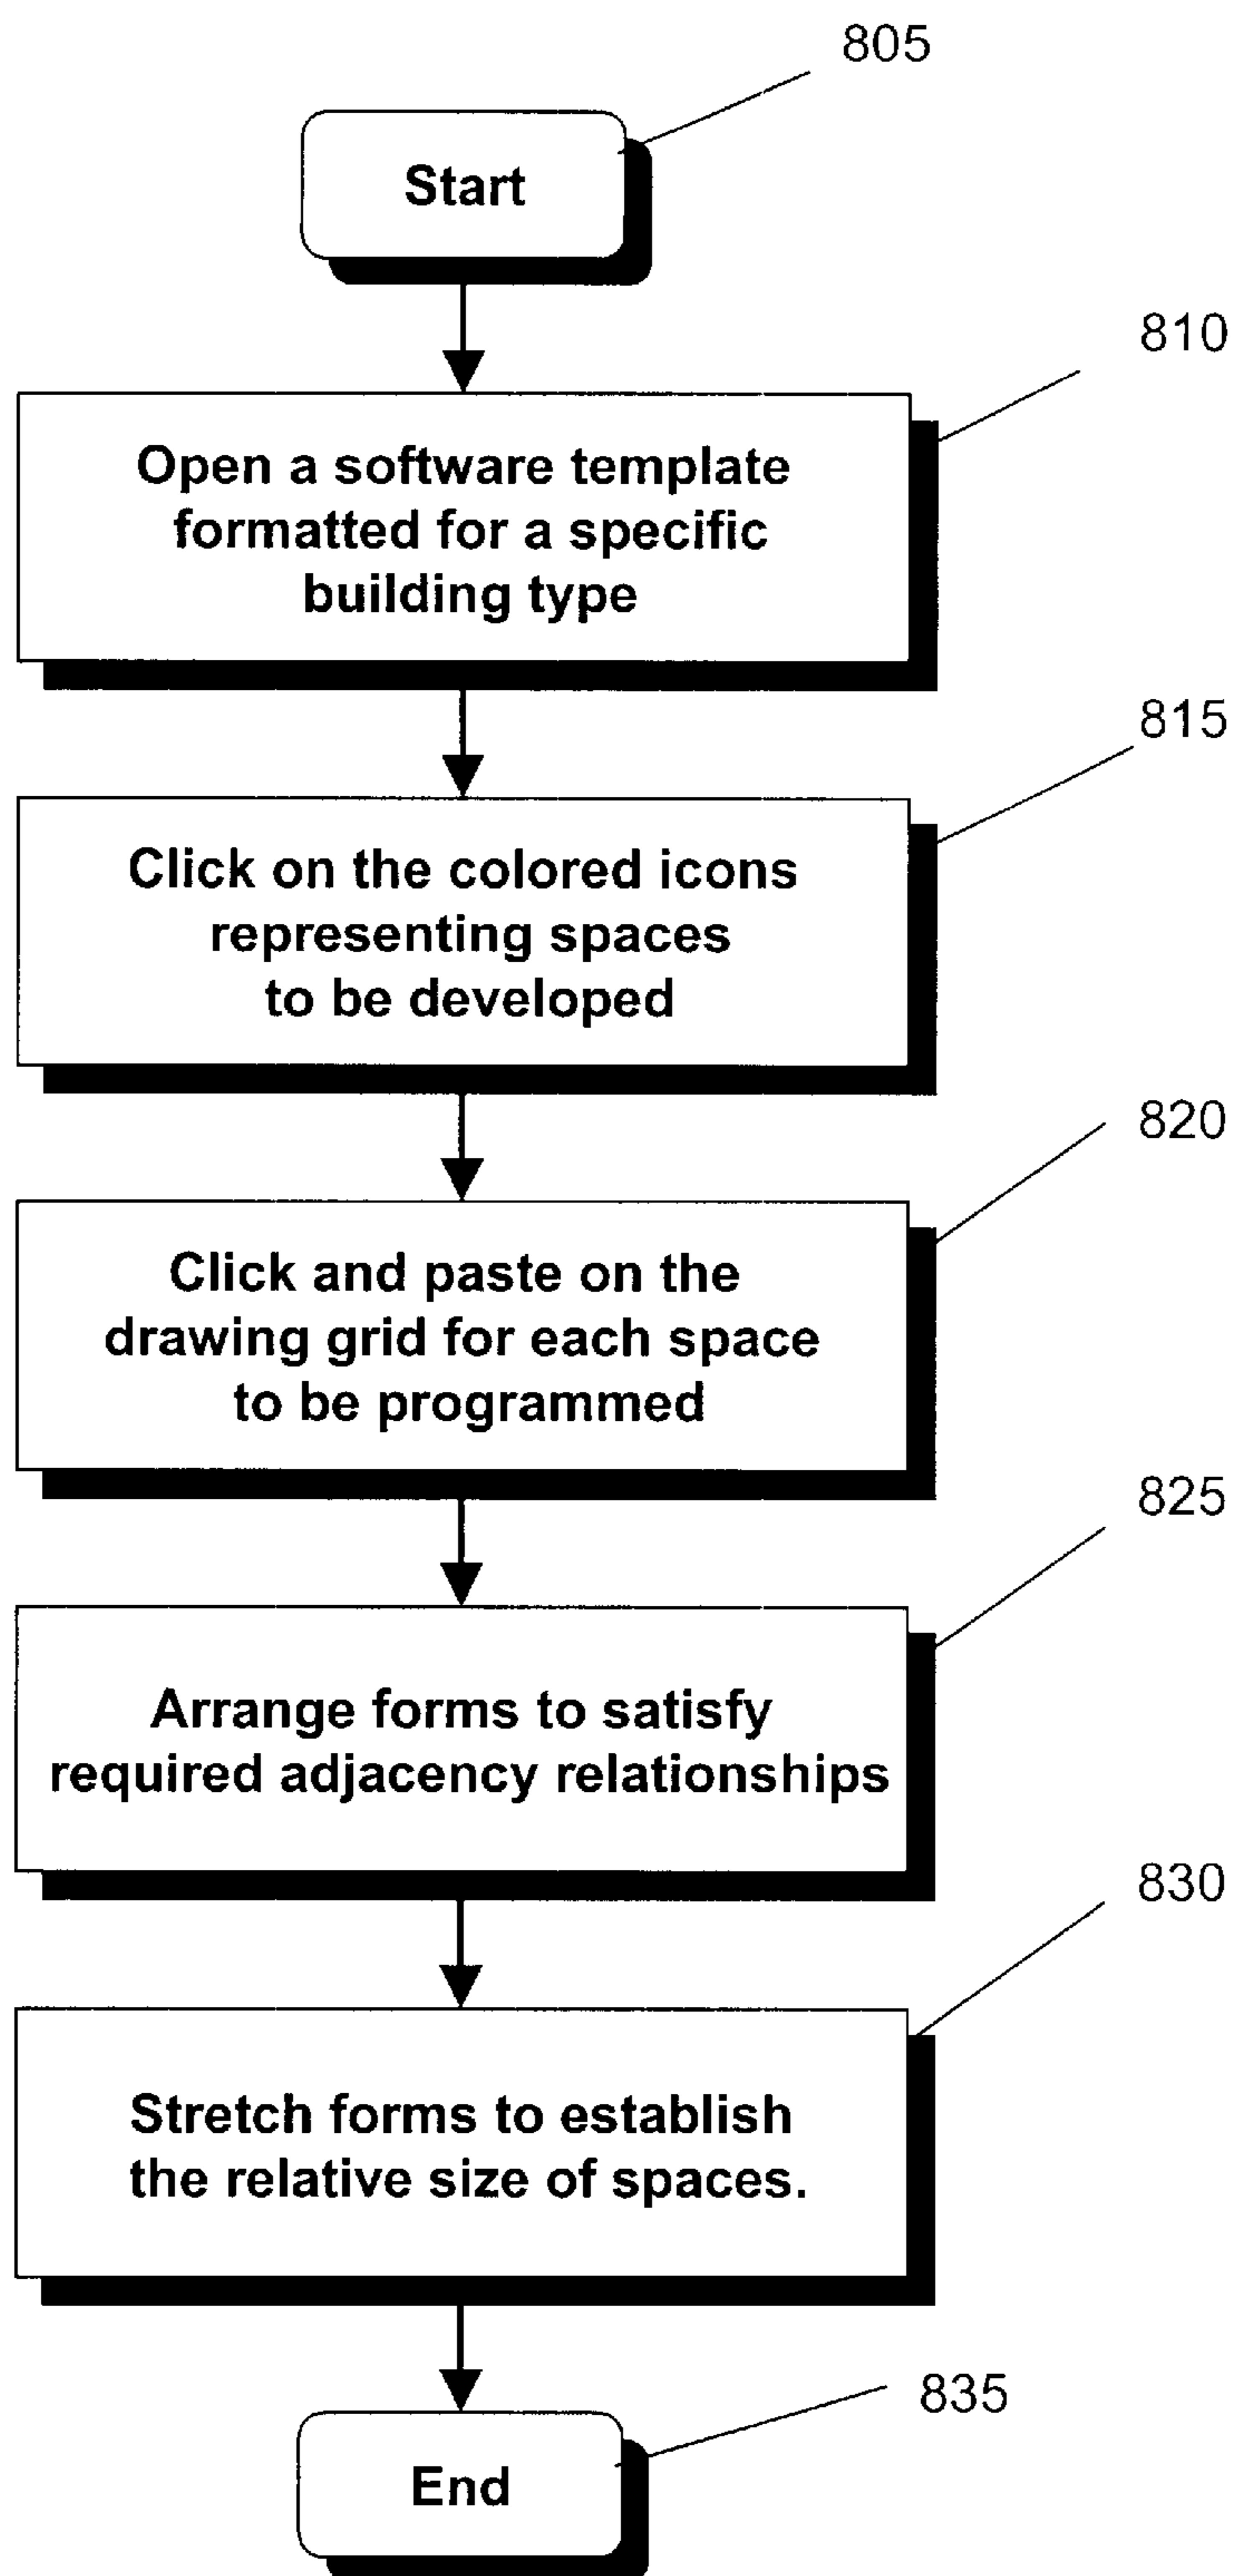 805
Start
810
Open a software template
formatted for a specific
building type
815
Click on the colored icons
representing spaces
to be developed
820
Click and paste on the
drawing grid for each space
to be programmed
825
Arrange forms to satisfy
required adjacency relationships
830
Stretch forms to establish
the relative size of spaces.
835
End